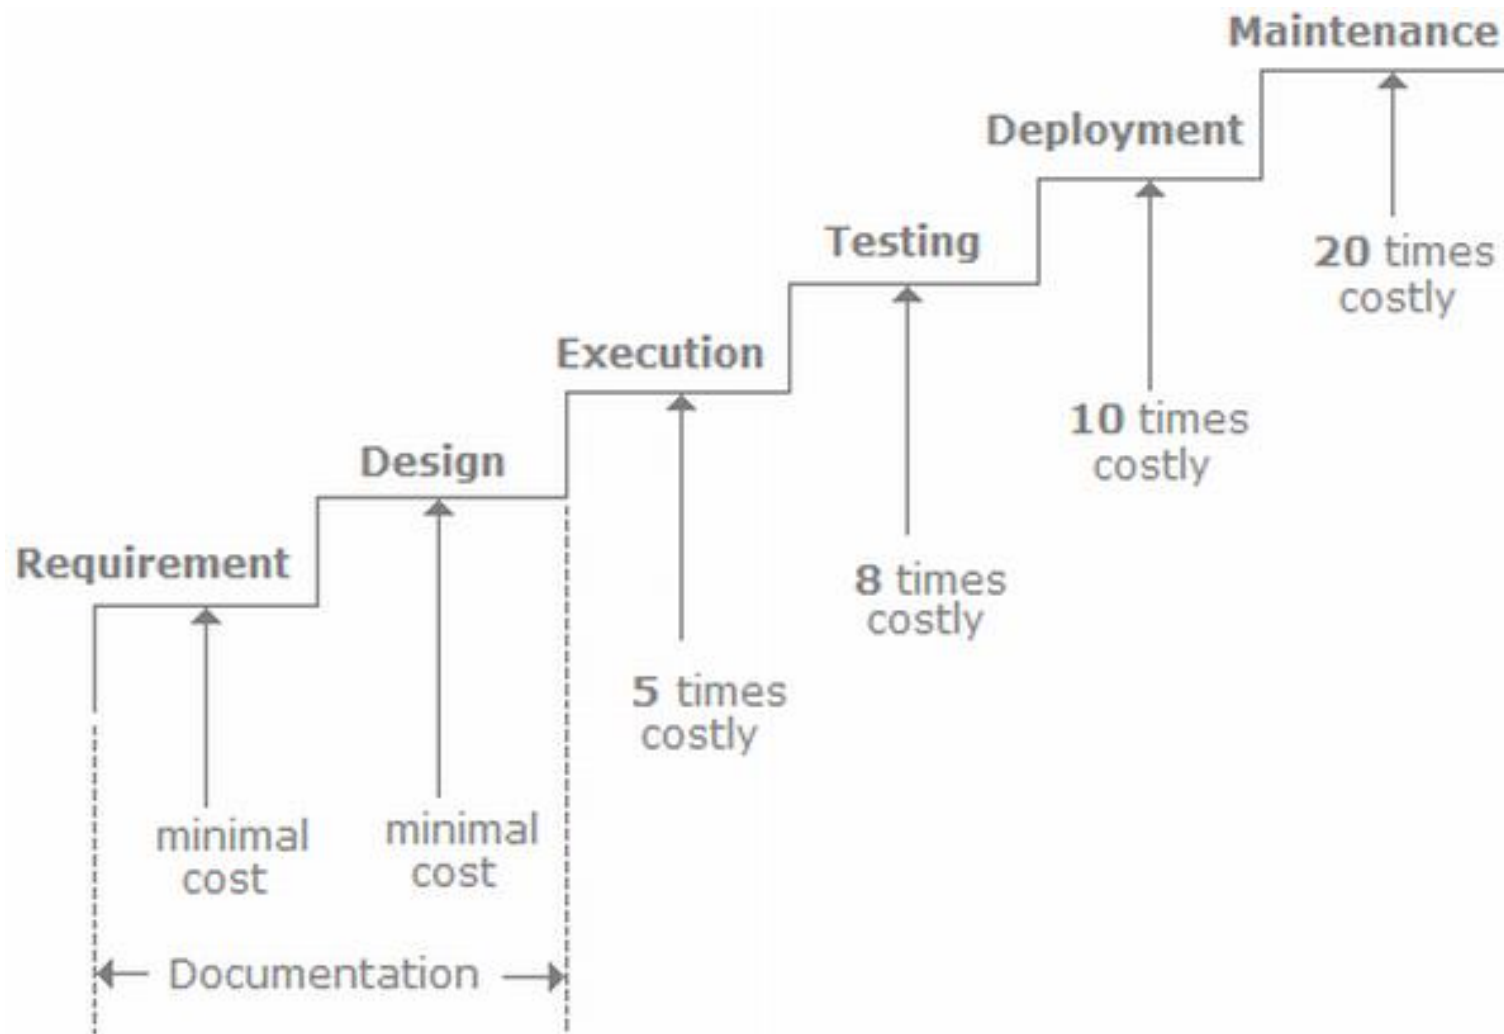 Maintenance
Deployment
20 times
costly
Testing
Execution
10 times
costly
Design
Requirement
8 times
costly
5 times
costly
minimal
cost
minimal
cost
Documentation